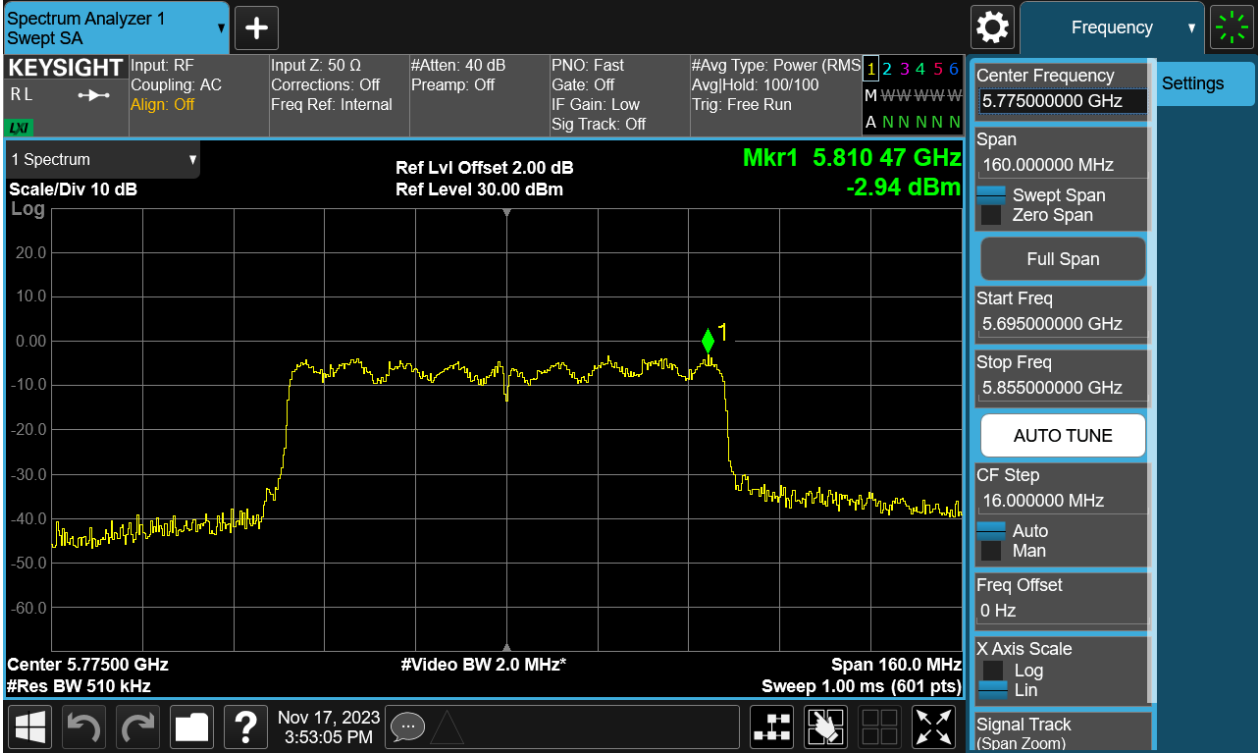 Spectrum Analyzer 1
Swept SA
Frequency
KEYSIGHT
R L
LXI
Input: RF
Coupling: AC
Align: Off
Input Z: 50 Ω
Corrections: Off
Freq Ref: Internal
#Atten: 40 dB
Preamp: Off
PNO: Fast
Gate: Off
IF Gain: Low
Sig Track: Off
#Avg Type: Power (RMS
Avg|Hold: 100/100
Trig: Free Run
1 2 3 4 5 6
M W W W W W
A N N N N N
1 Spectrum
Scale/Div 10 dB
Log
Ref Lvl Offset 2.00 dB
Ref Level 30.00 dBm
Mkr1 5.810 47 GHz
-2.94 dBm
20.0
10.0
0.00
-10.0
-20.0
-30.0
-40.0
-50.0
-60.0
1
Center 5.77500 GHz
#Res BW 510 kHz
#Video BW 2.0 MHz*
Span 160.0 MHz
Sweep 1.00 ms (601 pts)
Nov 17, 2023
3:53:05 PM
?
Center Frequency
5.775000000 GHz
Span
160.000000 MHz
Swept Span
Zero Span
Full Span
Start Freq
5.695000000 GHz
Stop Freq
5.855000000 GHz
AUTO TUNE
CF Step
16.000000 MHz
Auto
Man
Freq Offset
0 Hz
X Axis Scale
Log
Lin
Signal Track
(Span Zoom)
Settings